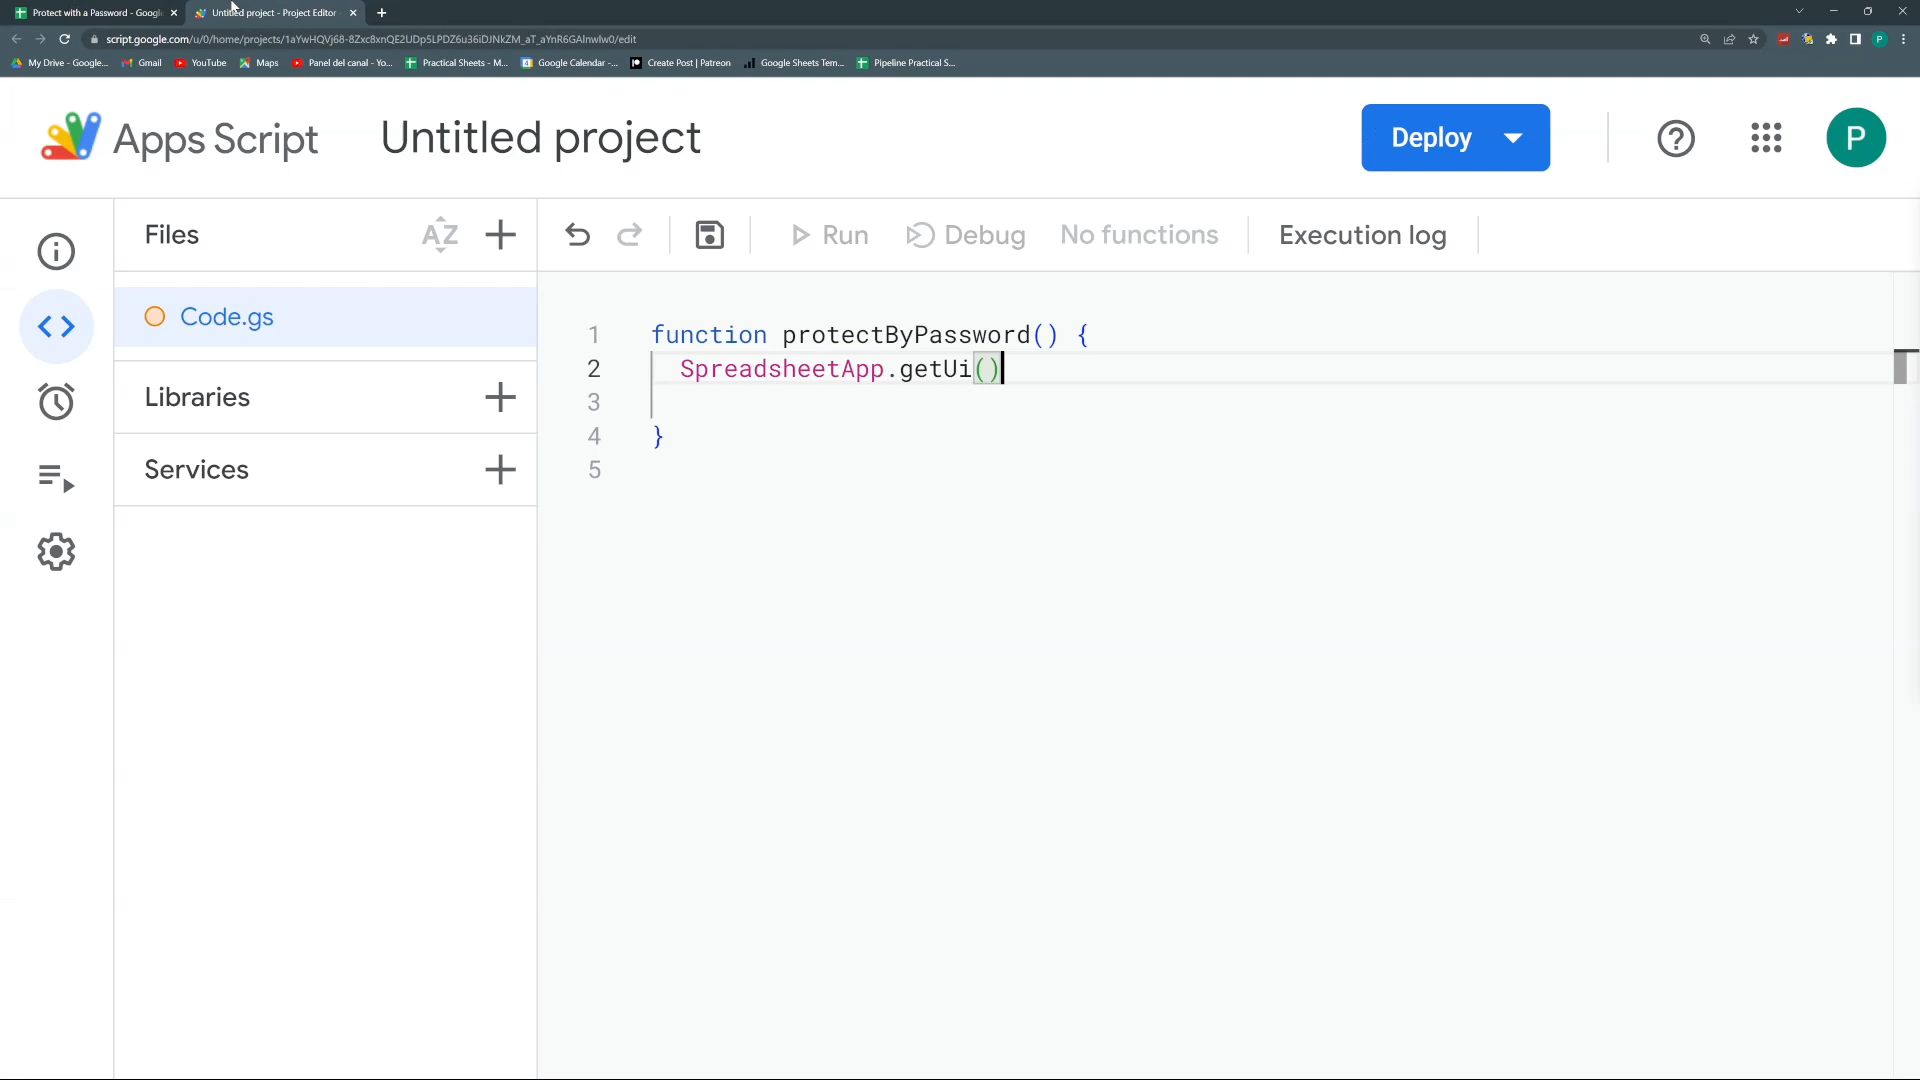 Protect with a Password - Googl
Untitled project - Project Editor
script.google.com/u/0/home/projects/1aYwHQVj68-8Zxc8xnQE2UDp5LPDZ6u36iDJNkZM_aT_aYnR6GAlnwlw0/edit
My Drive - Google...
Gmail
YouTube
Maps
Panel del canal - Yo...
Practical Sheets - M...
Google Calendar -...
Create Post | Patreon
Google Sheets Tem...
Pipeline Practical S...
P
Apps Script
Untitled project
Deploy
P
Files
AZ
Run
Debug
No functions
Execution log
Code.gs
Libraries
Services
1 function protectByPassword() {
2 SpreadsheetApp.getUi()
3
4 }
5